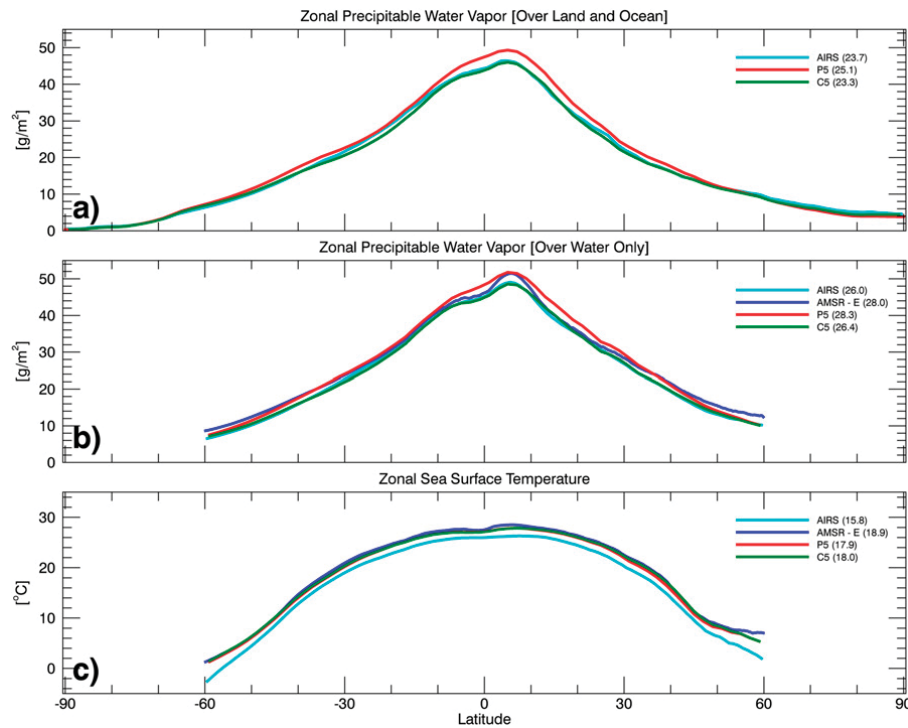 Zonal Precipitable Water Vapor [Over Land and Ocean]
50
40
30
20
10
0
[g/m²]
AIRS (23.7)
P5 (25.1)
C5 (23.3)
a)
Zonal Precipitable Water Vapor [Over Water Only]
50
40
30
20
10
0
[g/m²]
AIRS (26.0)
AMSR - E (28.0)
P5 (28.3)
C5 (26.4)
b)
Zonal Sea Surface Temperature
30
20
10
0
[°C]
AIRS (15.8)
AMSR - E (18.9)
P5 (17.9)
C5 (18.0)
c)
-90 -60 -30 0 30 60 90
Latitude